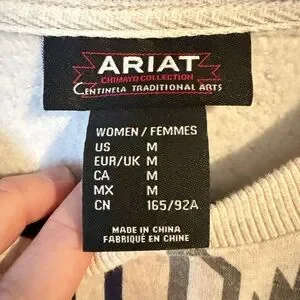 ARIAT
CHIMAYO COLLECTION
CENTINELA TRADITIONAL ARTS
WOMEN / FEMMES
US M
EUR/UK M
CA M
MX M
CN 165/92A
MADE IN CHINA
FABRIQUÉ EN CHINE